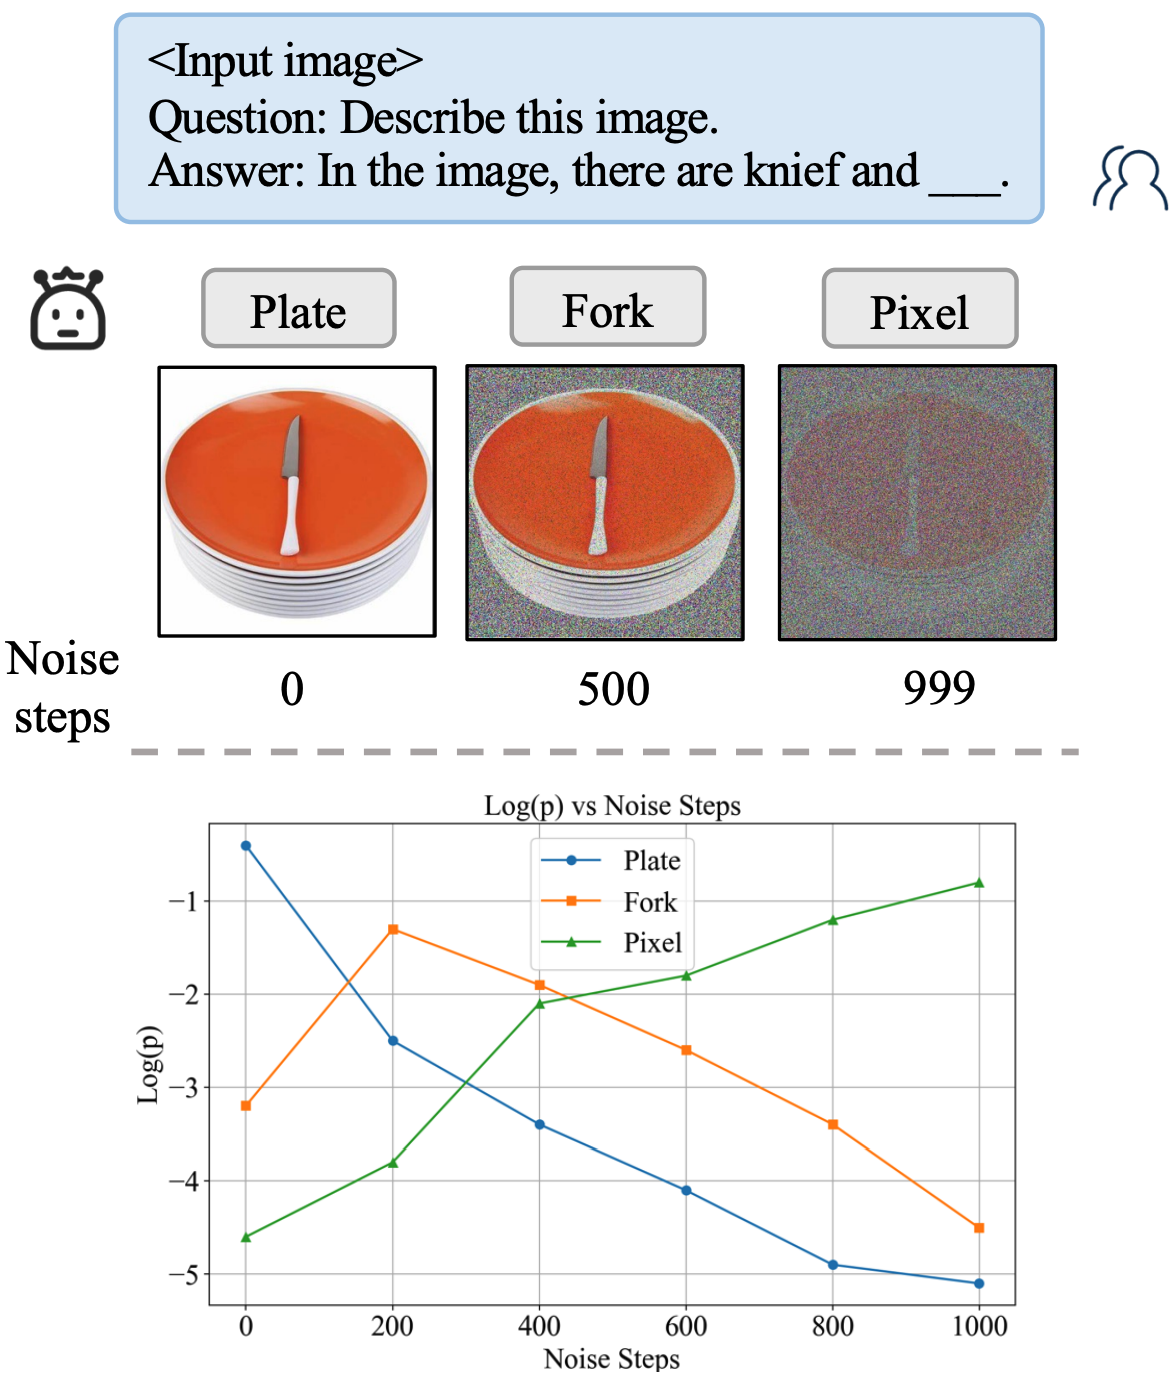 <Input image>
Question: Describe this image.
Answer: In the image, there are knief and ___.
Plate Fork Pixel
Noise steps 0 500 999
Log(p) vs Noise Steps
Plate
Fork
Pixel
Log(p)
−1
−2
−3
−4
−5
0 200 400 600 800 1000
Noise Steps